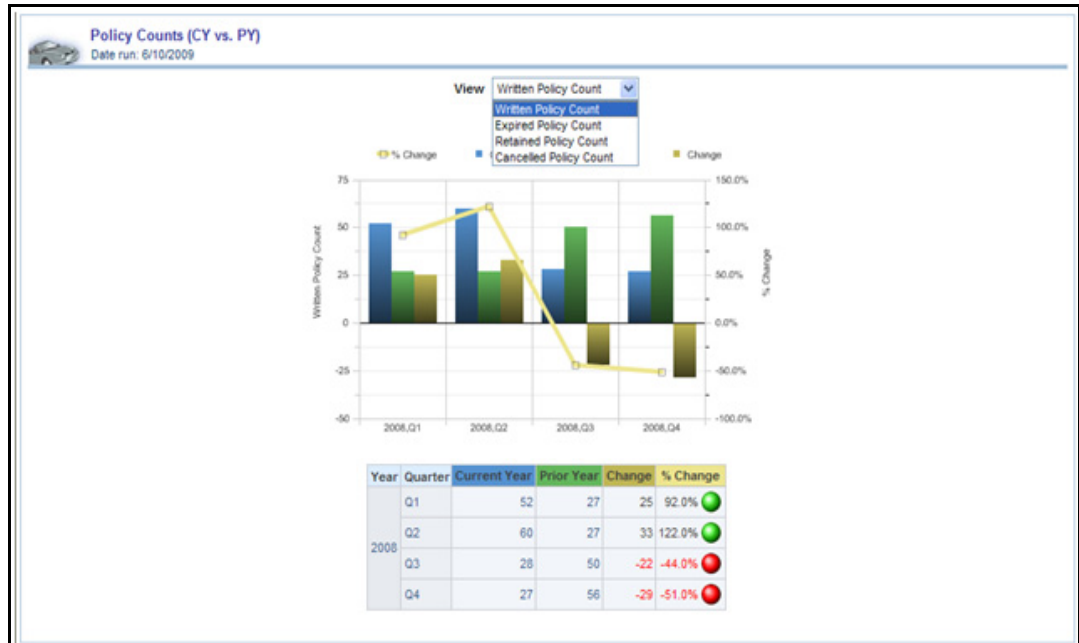 Policy Counts (CY vs. PY)
Date run: 6/10/2009
View Written Policy Count
Written Policy Count
Expired Policy Count
Retained Policy Count
Cancelled Policy Count
% Change Change
75 150.0%
50 100.0%
25 50.0%
0 0.0%
-25 -50.0%
-50 -100.0%
Written Policy Count
% Change
2008,Q1 2008,Q2 2008,Q3 2008,Q4
Year Quarter Current Year Prior Year Change % Change
2008
Q1 52 27 25 92.0%
Q2 60 27 33 122.0%
Q3 28 50 -22 -44.0%
Q4 27 56 -29 -51.0%